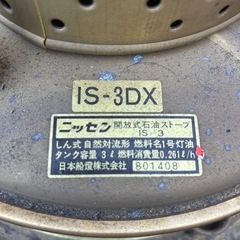 IS-3DX
ニッセン 開放式石油ストーブ
IS-3
しん式自然対流形 燃料名1号灯油
タンク容量 3ℓ 燃料消費量0.261ℓ/h
日本船燈株式会社 801408